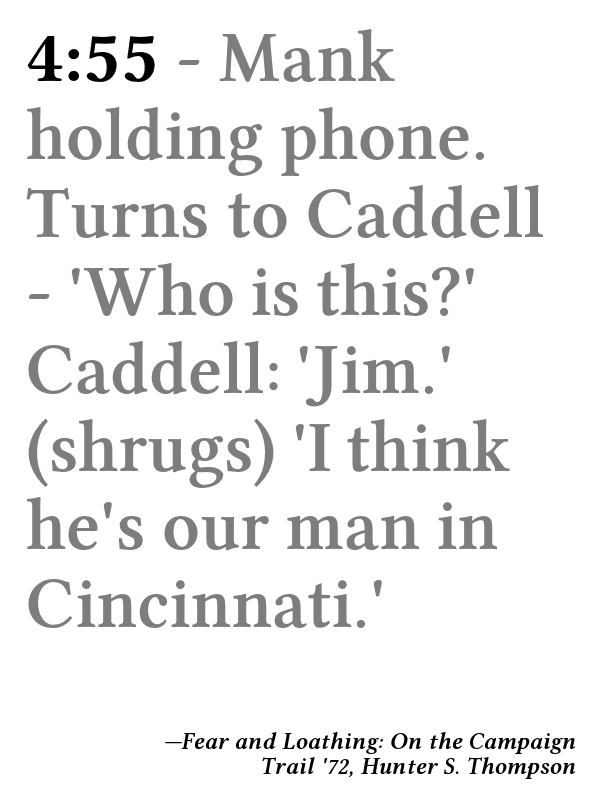 4:55 - Mank
holding phone.
Turns to Caddell
- 'Who is this?'
Caddell: 'Jim.'
(shrugs) 'I think
he's our man in
Cincinnati.'
—Fear and Loathing: On the Campaign
Trail '72, Hunter S. Thompson